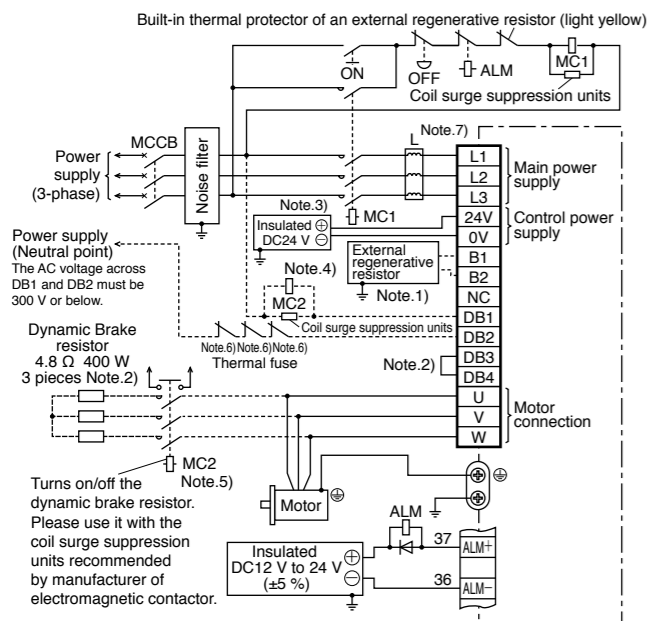 Built-in thermal protector of an external regenerative resistor (light yellow)
ON
OFF
ALM
MC1
Coil surge suppression units
MCCB
Noise filter
L
Note.7)
Power
supply
(3-phase)
MC1
L1
L2
L3
Main power
supply
24V
0V
Control power
supply
Note.3)
Insulated
DC24 V
B1
B2
External
regenerative
resistor
Note.1)
NC
Power supply
(Neutral point)
The AC voltage across
DB1 and DB2 must be
300 V or below.
Note.4)
MC2
Coil surge suppression units
DB1
DB2
DB3
DB4
Note.6) Note.6) Note.6)
Thermal fuse
Note.2)
Dynamic Brake
resistor
4.8 Ω 400 W
3 pieces Note.2)
U
V
W
Motor
connection
MC2
Note.5)
Turns on/off the
dynamic brake resistor.
Please use it with the
coil surge suppression
units recommended
by manufacturer of
electromagnetic contactor.
Motor
ALM
Insulated
DC12 V to 24 V
(±5 %)
37
ALM+
36
ALM−